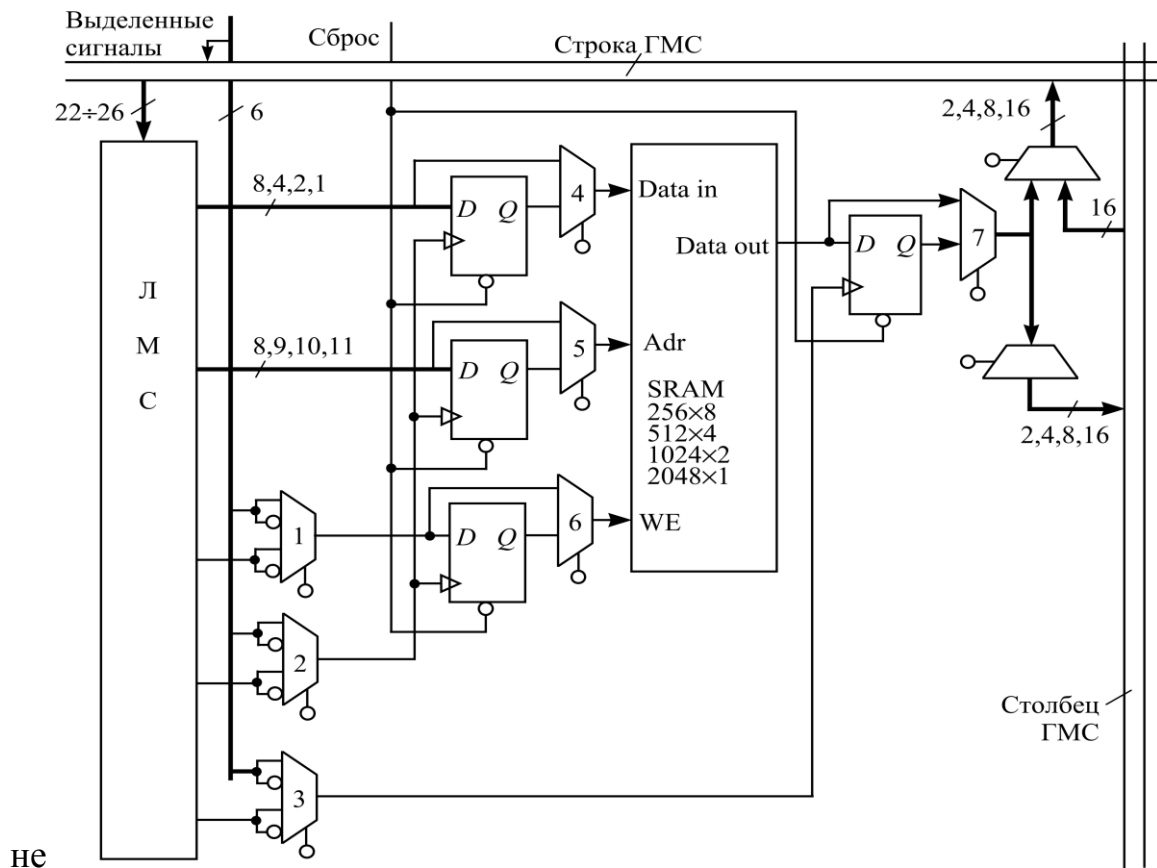 Выделенные
сигналы
Сброс
Строка ГМС
22÷26
6
2,4,8,16
8,4,2,1
4
Data in
16
D Q
7
Data out
D Q
Л
М
С
8,9,10,11
5
Adr
D Q
SRAM
256×8
512×4
1024×2
2048×1
2,4,8,16
1
D Q
6
WE
2
Столбец
ГМС
3
не